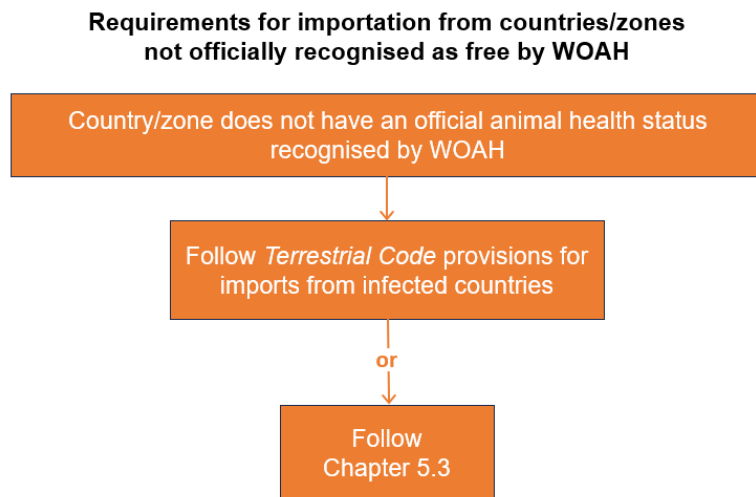 Requirements for importation from countries/zones
not officially recognised as free by WOAH
Country/zone does not have an official animal health status
recognised by WOAH
Follow Terrestrial Code provisions for
imports from infected countries
or
Follow
Chapter 5.3